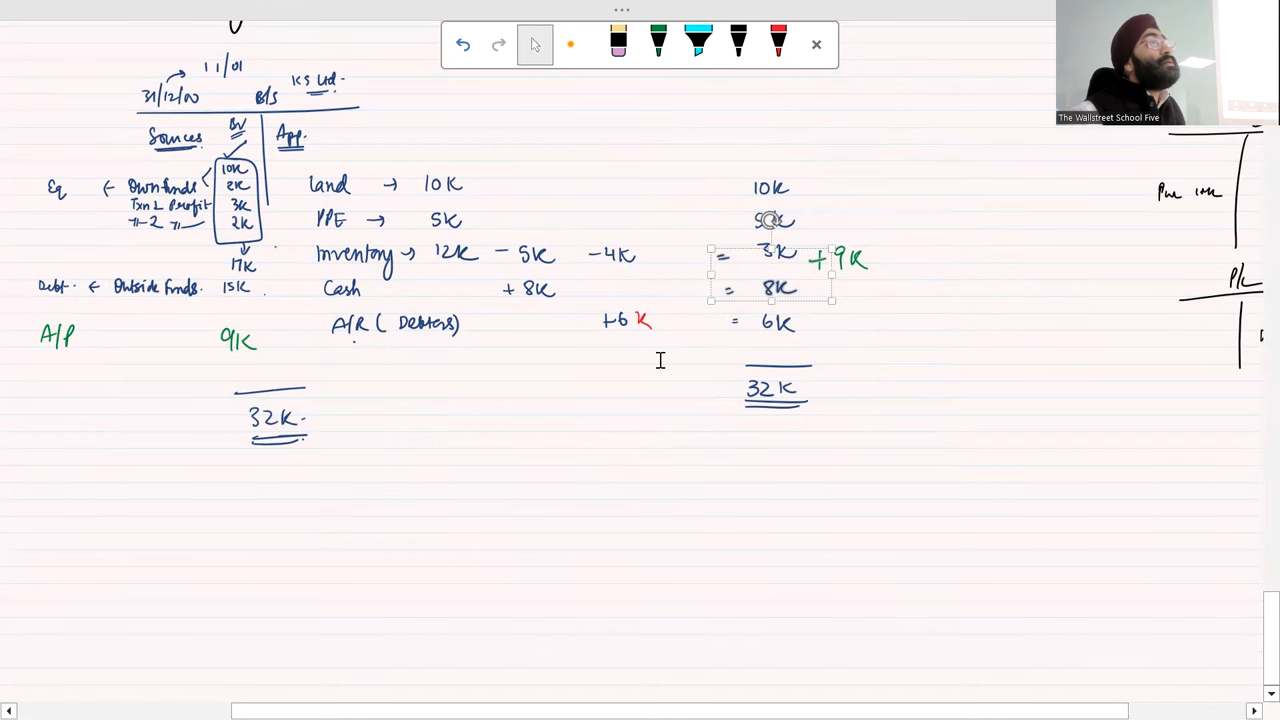 11/01
31/12/00 B/S KS Ltd.
Sources BV App.
10K
Eq ← Own funds 2K Land → 10K 10K
Txn 1 Profit 3K PPE → 5K
—"— 2 —"— 2K
Inventory → 12K - 5K - 4K = 3K + 9K
17K
Debt ← Outside Funds. 15K Cash + 8K = 8K
A/P 9K A/R ( Debtors) +6 K = 6K
32K
32K.
P/L
The Wallstreet School Five